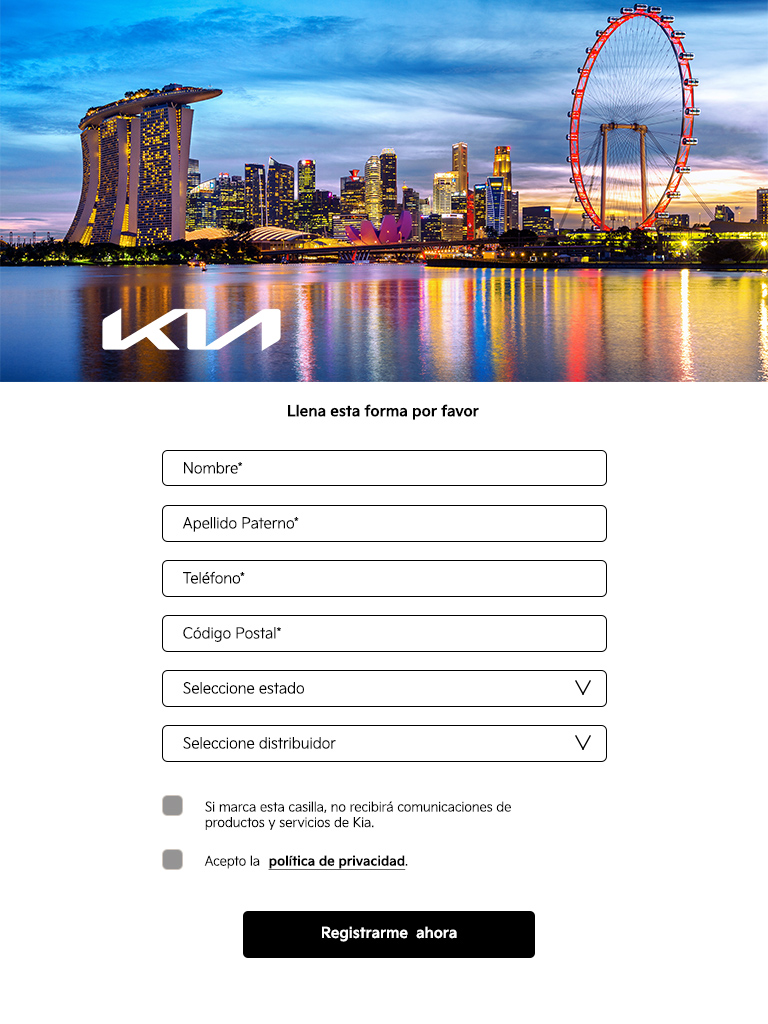 KIA
Llena esta forma por favor
Nombre*
Apellido Paterno*
Teléfono*
Código Postal*
Seleccione estado
Seleccione distribuidor
Si marca esta casilla, no recibirá comunicaciones de
productos y servicios de Kia.
Acepto la política de privacidad.
Registrarme ahora